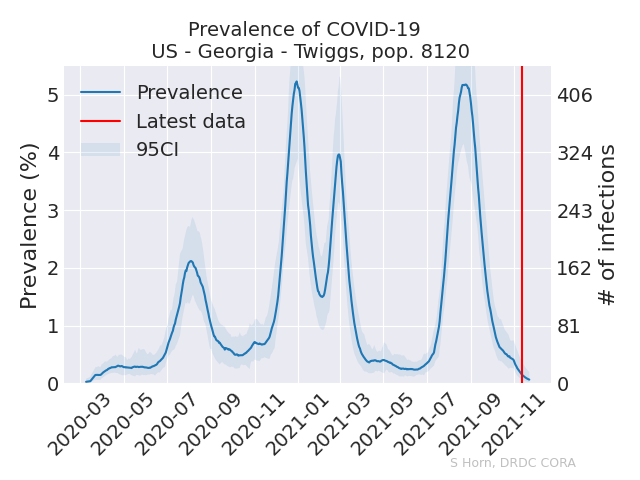 Prevalence of COVID-19
US - Georgia - Twiggs, pop. 8120
Prevalence
Latest data
95CI
Prevalence (%)
5
4
3
2
1
0
406
324
243
162
81
0
# of infections
2020-03
2020-05
2020-07
2020-09
2020-11
2021-01
2021-03
2021-05
2021-07
2021-09
2021-11
S Horn, DRDC CORA